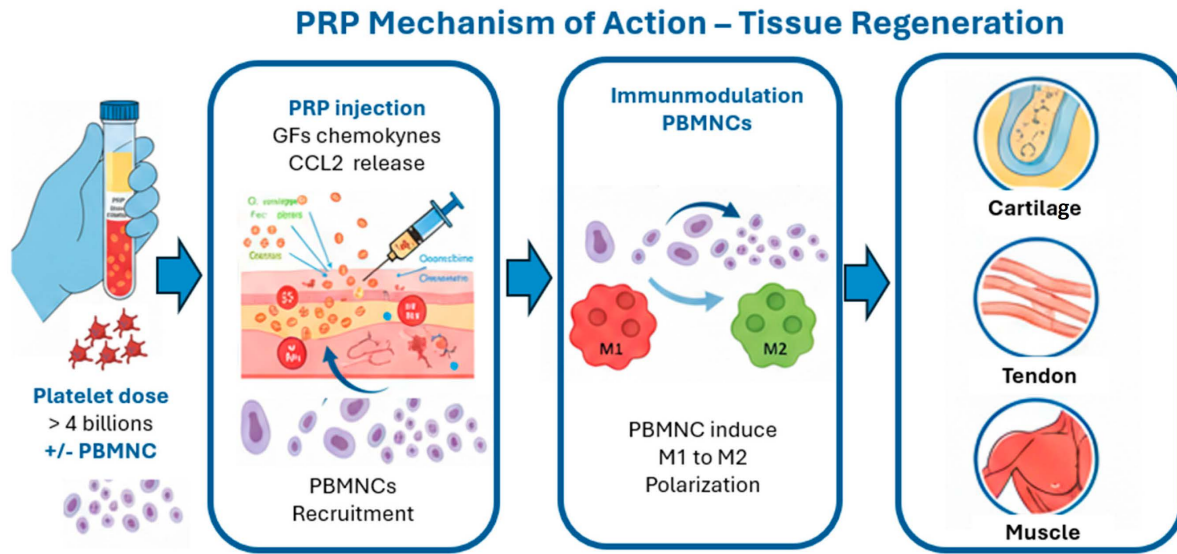 PRP Mechanism of Action – Tissue Regeneration
Platelet dose
> 4 billions
+/- PBMNC
PRP injection
GFs chemokynes
CCL2 release
PBMNCs
Recruitment
Immunmodulation
PBMNCs
M1
M2
PBMNC induce
M1 to M2
Polarization
Cartilage
Tendon
Muscle